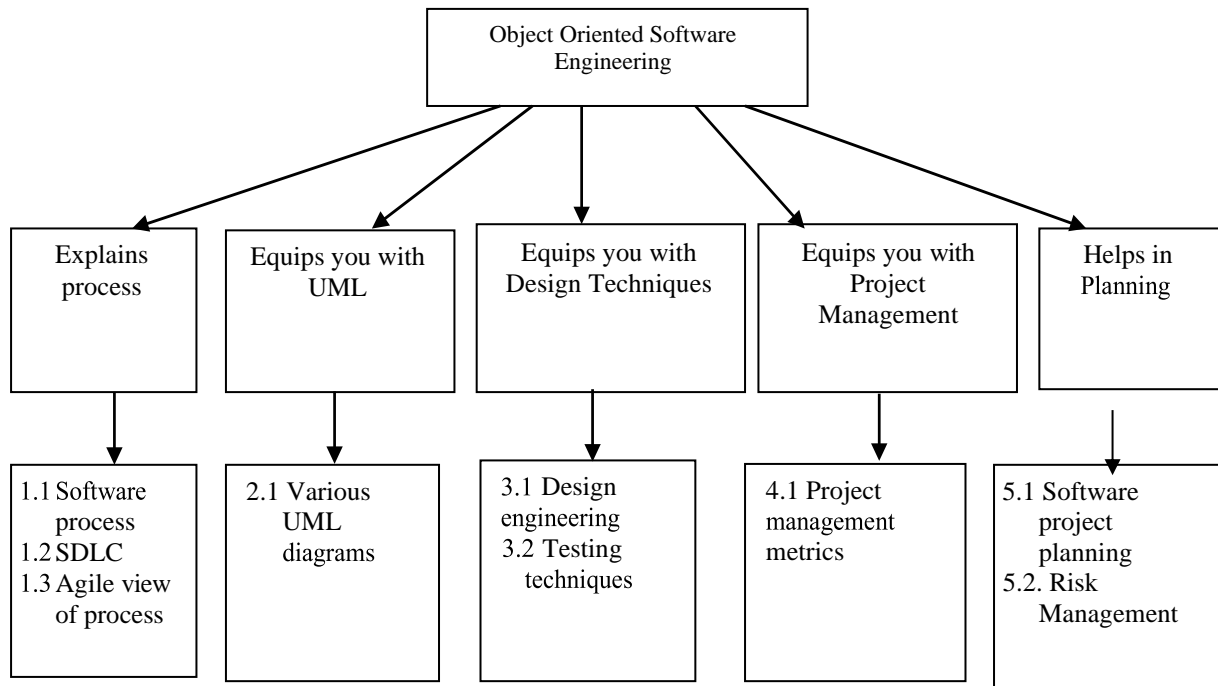 Object Oriented Software
Engineering
Explains
process
Equips you with
UML
Equips you with
Design Techniques
Equips you with
Project
Management
Helps in
Planning
1.1 Software
process
1.2 SDLC
1.3 Agile view
of process
2.1 Various
UML
diagrams
3.1 Design
engineering
3.2 Testing
techniques
4.1 Project
management
metrics
5.1 Software
project
planning
5.2. Risk
Management